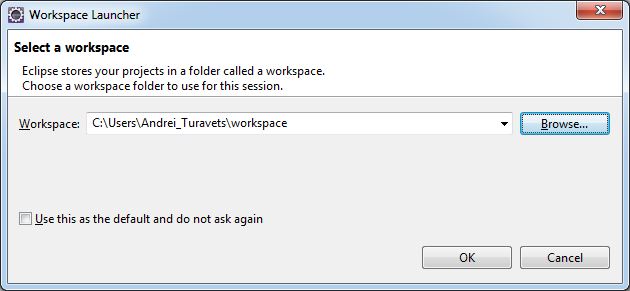 Workspace Launcher
Select a workspace
Eclipse stores your projects in a folder called a workspace.
Choose a workspace folder to use for this session.
Workspace: C:\Users\Andrei_Turavets\workspace Browse...
Use this as the default and do not ask again
OK Cancel